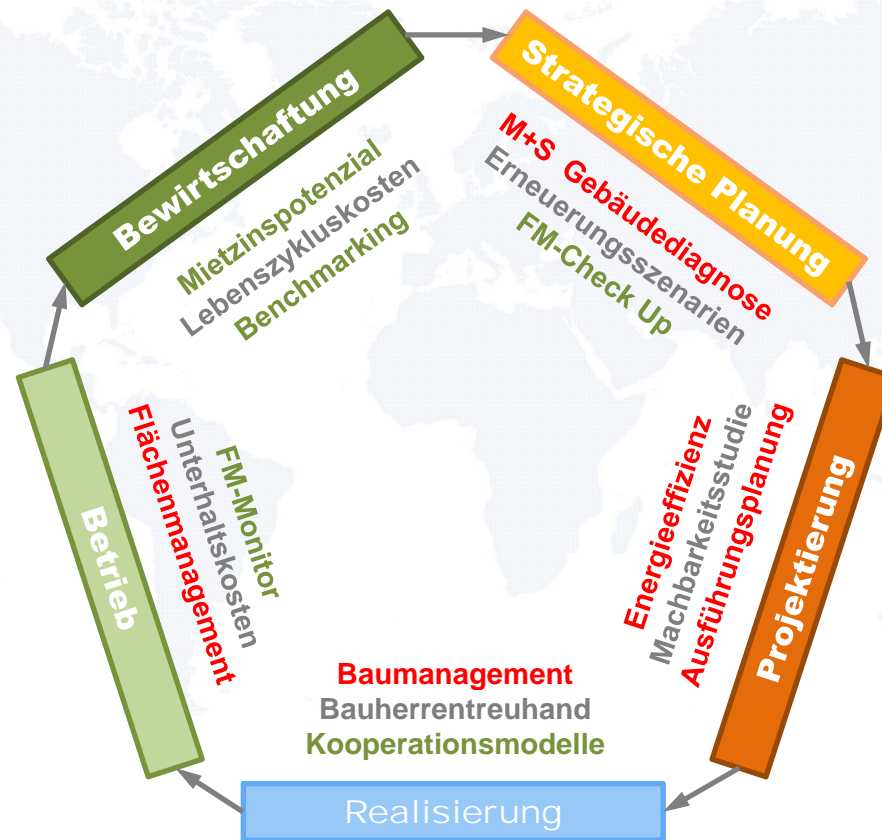 Strategische Planung
M+S Gebäudediagnose
Erneuerungsszenarien
FM-Check Up
Projektierung
Energieeffizienz
Machbarkeitsstudie
Ausführungsplanung
Baumanagement
Bauherrentreuhand
Kooperationsmodelle
Realisierung
Betrieb
Flächenmanagement
Unterhaltskosten
FM-Monitor
Bewirtschaftung
Mietzinspotenzial
Lebenszykluskosten
Benchmarking